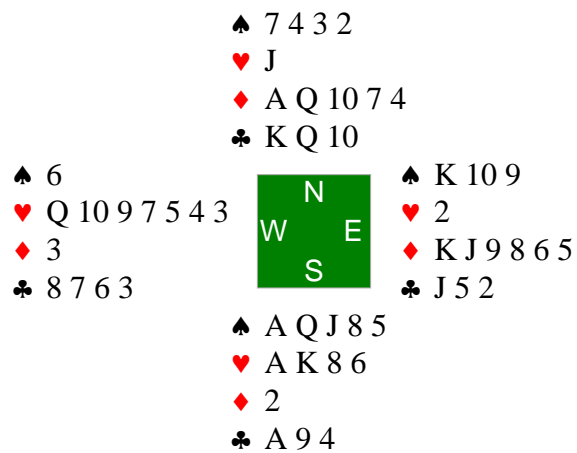 ♠ 7 4 3 2
♥ J
♦ A Q 10 7 4
♣ K Q 10
♠ 6
♥ Q 10 9 7 5 4 3
♦ 3
♣ 8 7 6 3
N
W E
S
♠ K 10 9
♥ 2
♦ K J 9 8 6 5
♣ J 5 2
♠ A Q J 8 5
♥ A K 8 6
♦ 2
♣ A 9 4